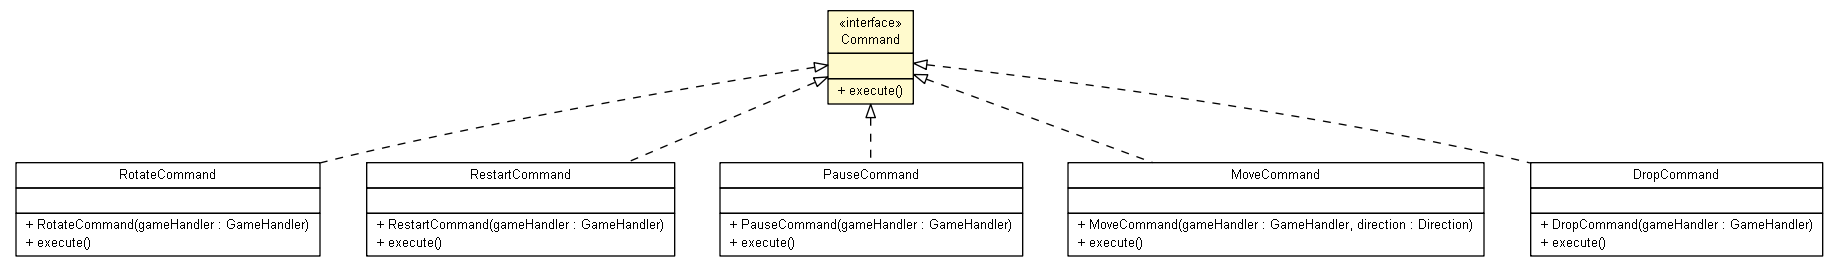 «interface»
Command
+ execute()
RotateCommand
+ RotateCommand(gameHandler : GameHandler)
+ execute()
RestartCommand
+ RestartCommand(gameHandler : GameHandler)
+ execute()
PauseCommand
+ PauseCommand(gameHandler : GameHandler)
+ execute()
MoveCommand
+ MoveCommand(gameHandler : GameHandler, direction : Direction)
+ execute()
DropCommand
+ DropCommand(gameHandler : GameHandler)
+ execute()